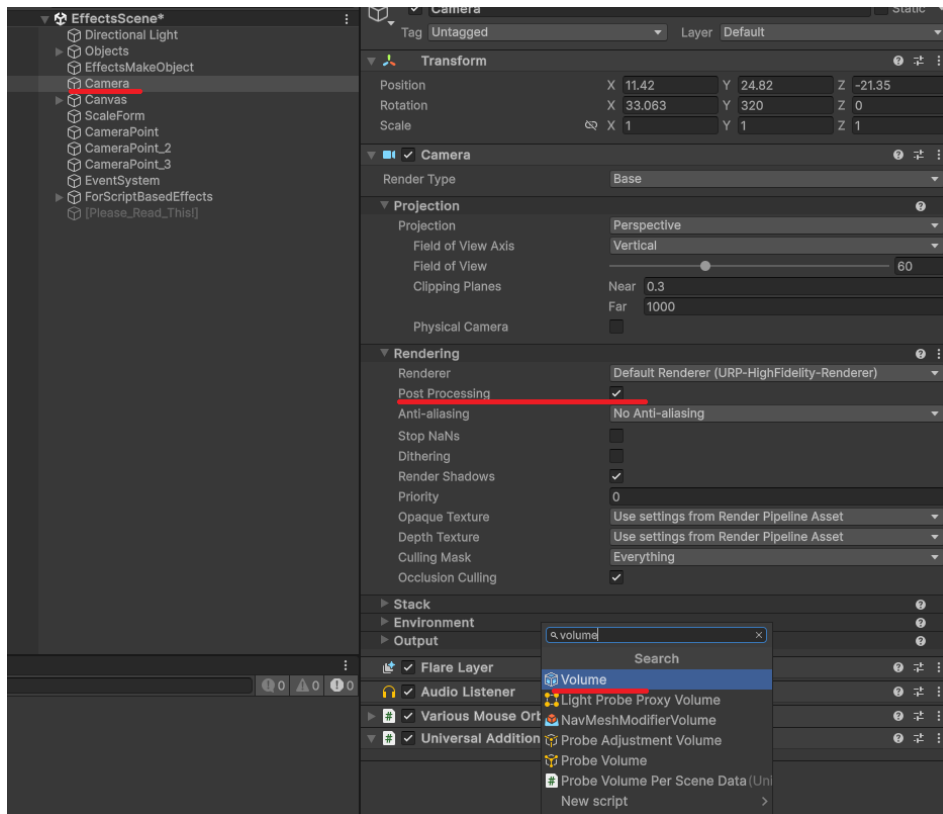 EffectsScene*
Directional Light
Objects
EffectsMakeObject
Camera
Canvas
ScaleForm
CameraPoint
CameraPoint_2
CameraPoint_3
EventSystem
ForScriptBasedEffects
[Please_Read_This!]
0 0 0
Camera Static
Tag Untagged Layer Default
Transform
Position X 11.42 Y 24.82 Z -21.35
Rotation X 33.063 Y 320 Z 0
Scale X 1 Y 1 Z 1
Camera
Render Type Base
Projection
Projection Perspective
Field of View Axis Vertical
Field of View 60
Clipping Planes Near 0.3
Far 1000
Physical Camera
Rendering
Renderer Default Renderer (URP-HighFidelity-Renderer)
Post Processing
Anti-aliasing No Anti-aliasing
Stop NaNs
Dithering
Render Shadows
Priority 0
Opaque Texture Use settings from Render Pipeline Asset
Depth Texture Use settings from Render Pipeline Asset
Culling Mask Everything
Occlusion Culling
Stack
Environment
Output
Flare Layer
Audio Listener
Various Mouse Ort
Universal Addition
volume
Search
Volume
Light Probe Proxy Volume
NavMeshModifierVolume
Probe Adjustment Volume
Probe Volume
Probe Volume Per Scene Data (Uni
New script